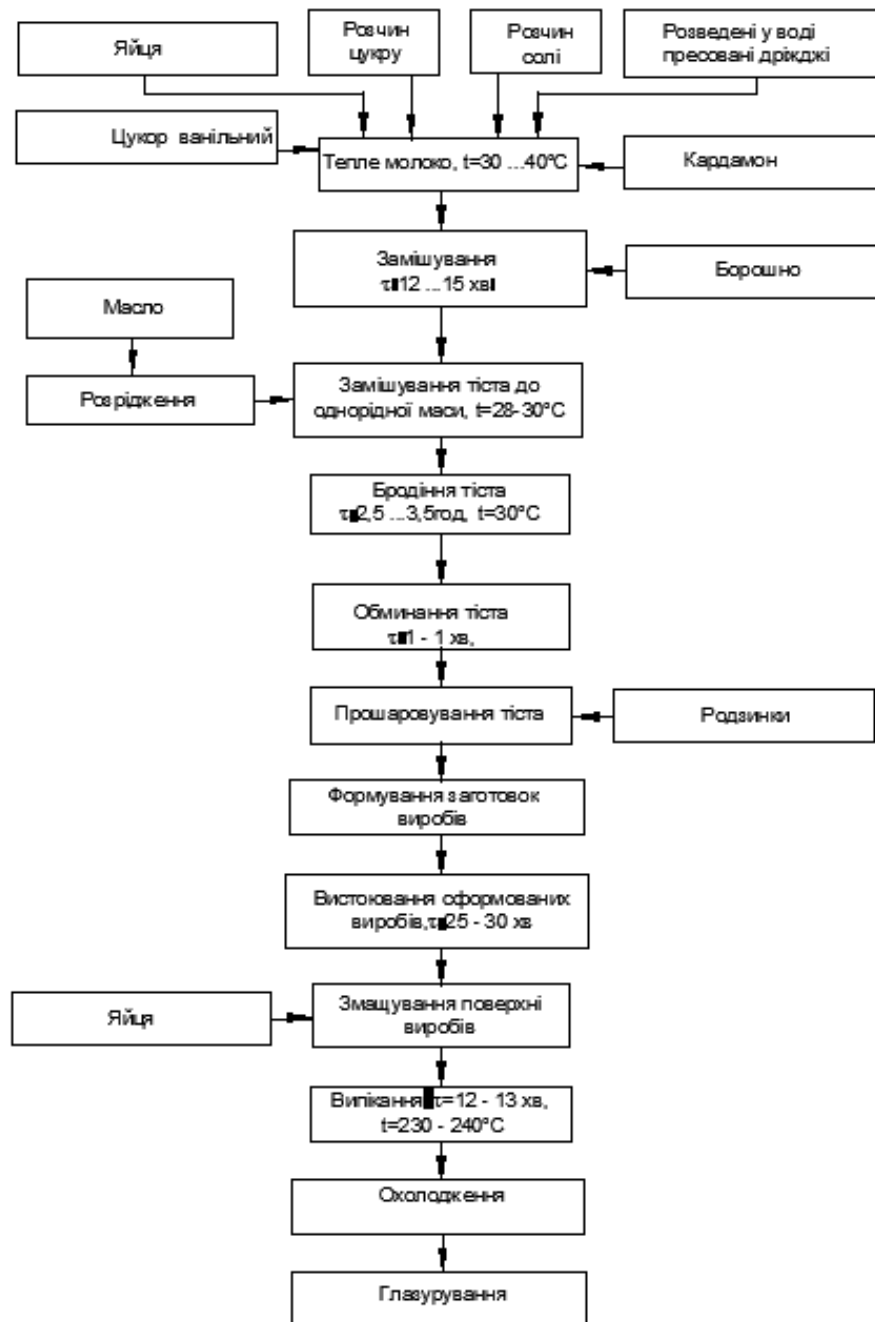 Яйця
Розчин
цукру
Розчин
солі
Розведені у воді
пресовані дріжджі
Цукор ванільний
Тепле молоко, t=30 ...40°C
Кардамон
Замішування
τ 12 ... 15 хв
Борошно
Масло
Розрідження
Замішування тіста до
однорідної маси, t=28-30°C
Бродіння тіста
τ 2,5 ...3,5год, t=30°C
Обминання тіста
τ 1 - 1 хв,
Прошаровування тіста
Родзинки
Формування заготовок
виробів
Вистоювання сформованих
виробів,τ 25 - 30 хв
Яйця
Змащування поверхні
виробів
Випікання τ=12 - 13 хв,
t=230 - 240°C
Охолодження
Глазурування